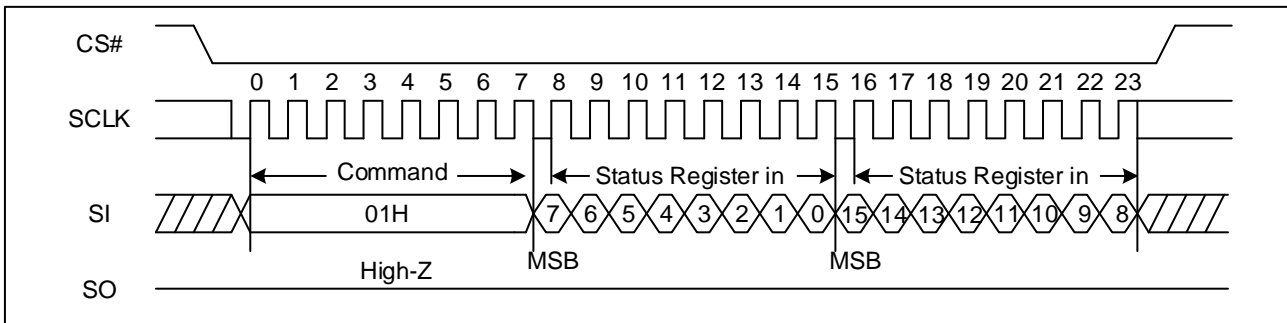 CS#
0 1 2 3 4 5 6 7 8 9 10 11 12 13 14 15 16 17 18 19 20 21 22 23
SCLK
Command Status Register in Status Register in
SI 01H 7 6 5 4 3 2 1 0 15 14 13 12 11 10 9 8
MSB MSB
High-Z
SO